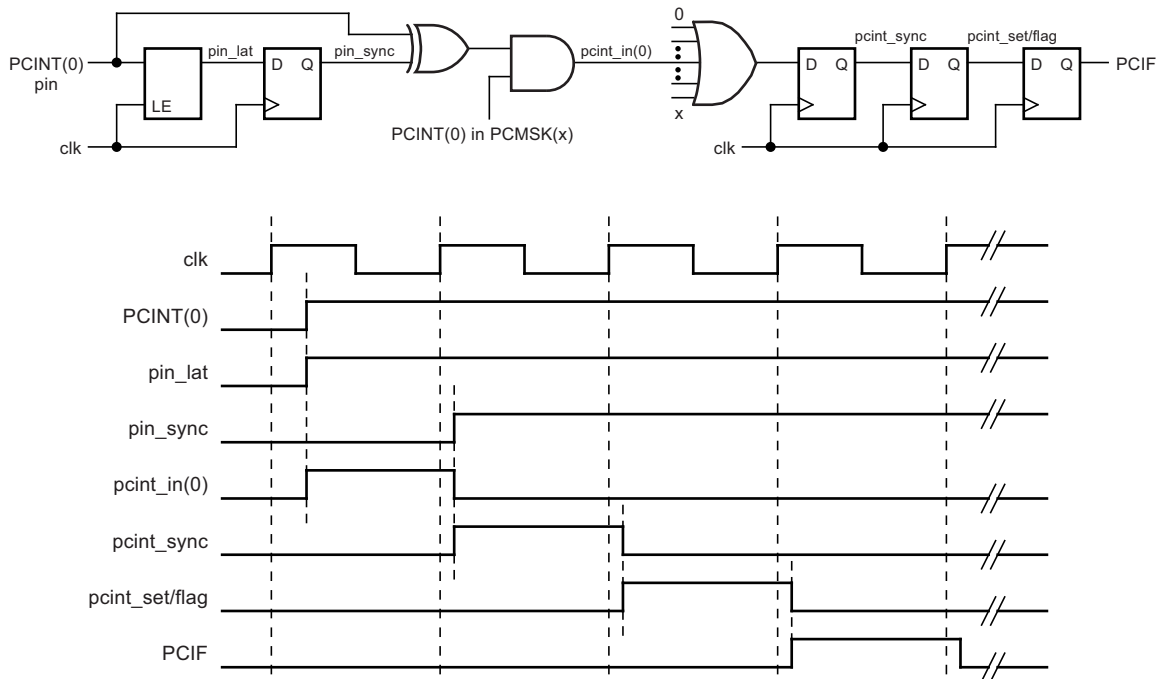 0
pin_lat
pin_sync
pcint_in(0)
pcint_sync
pcint_set/flag
PCINT(0)
pin
D Q
D Q
D Q
D Q
PCIF
LE
x
clk
PCINT(0) in PCMSK(x)
clk
clk
PCINT(0)
pin_lat
pin_sync
pcint_in(0)
pcint_sync
pcint_set/flag
PCIF